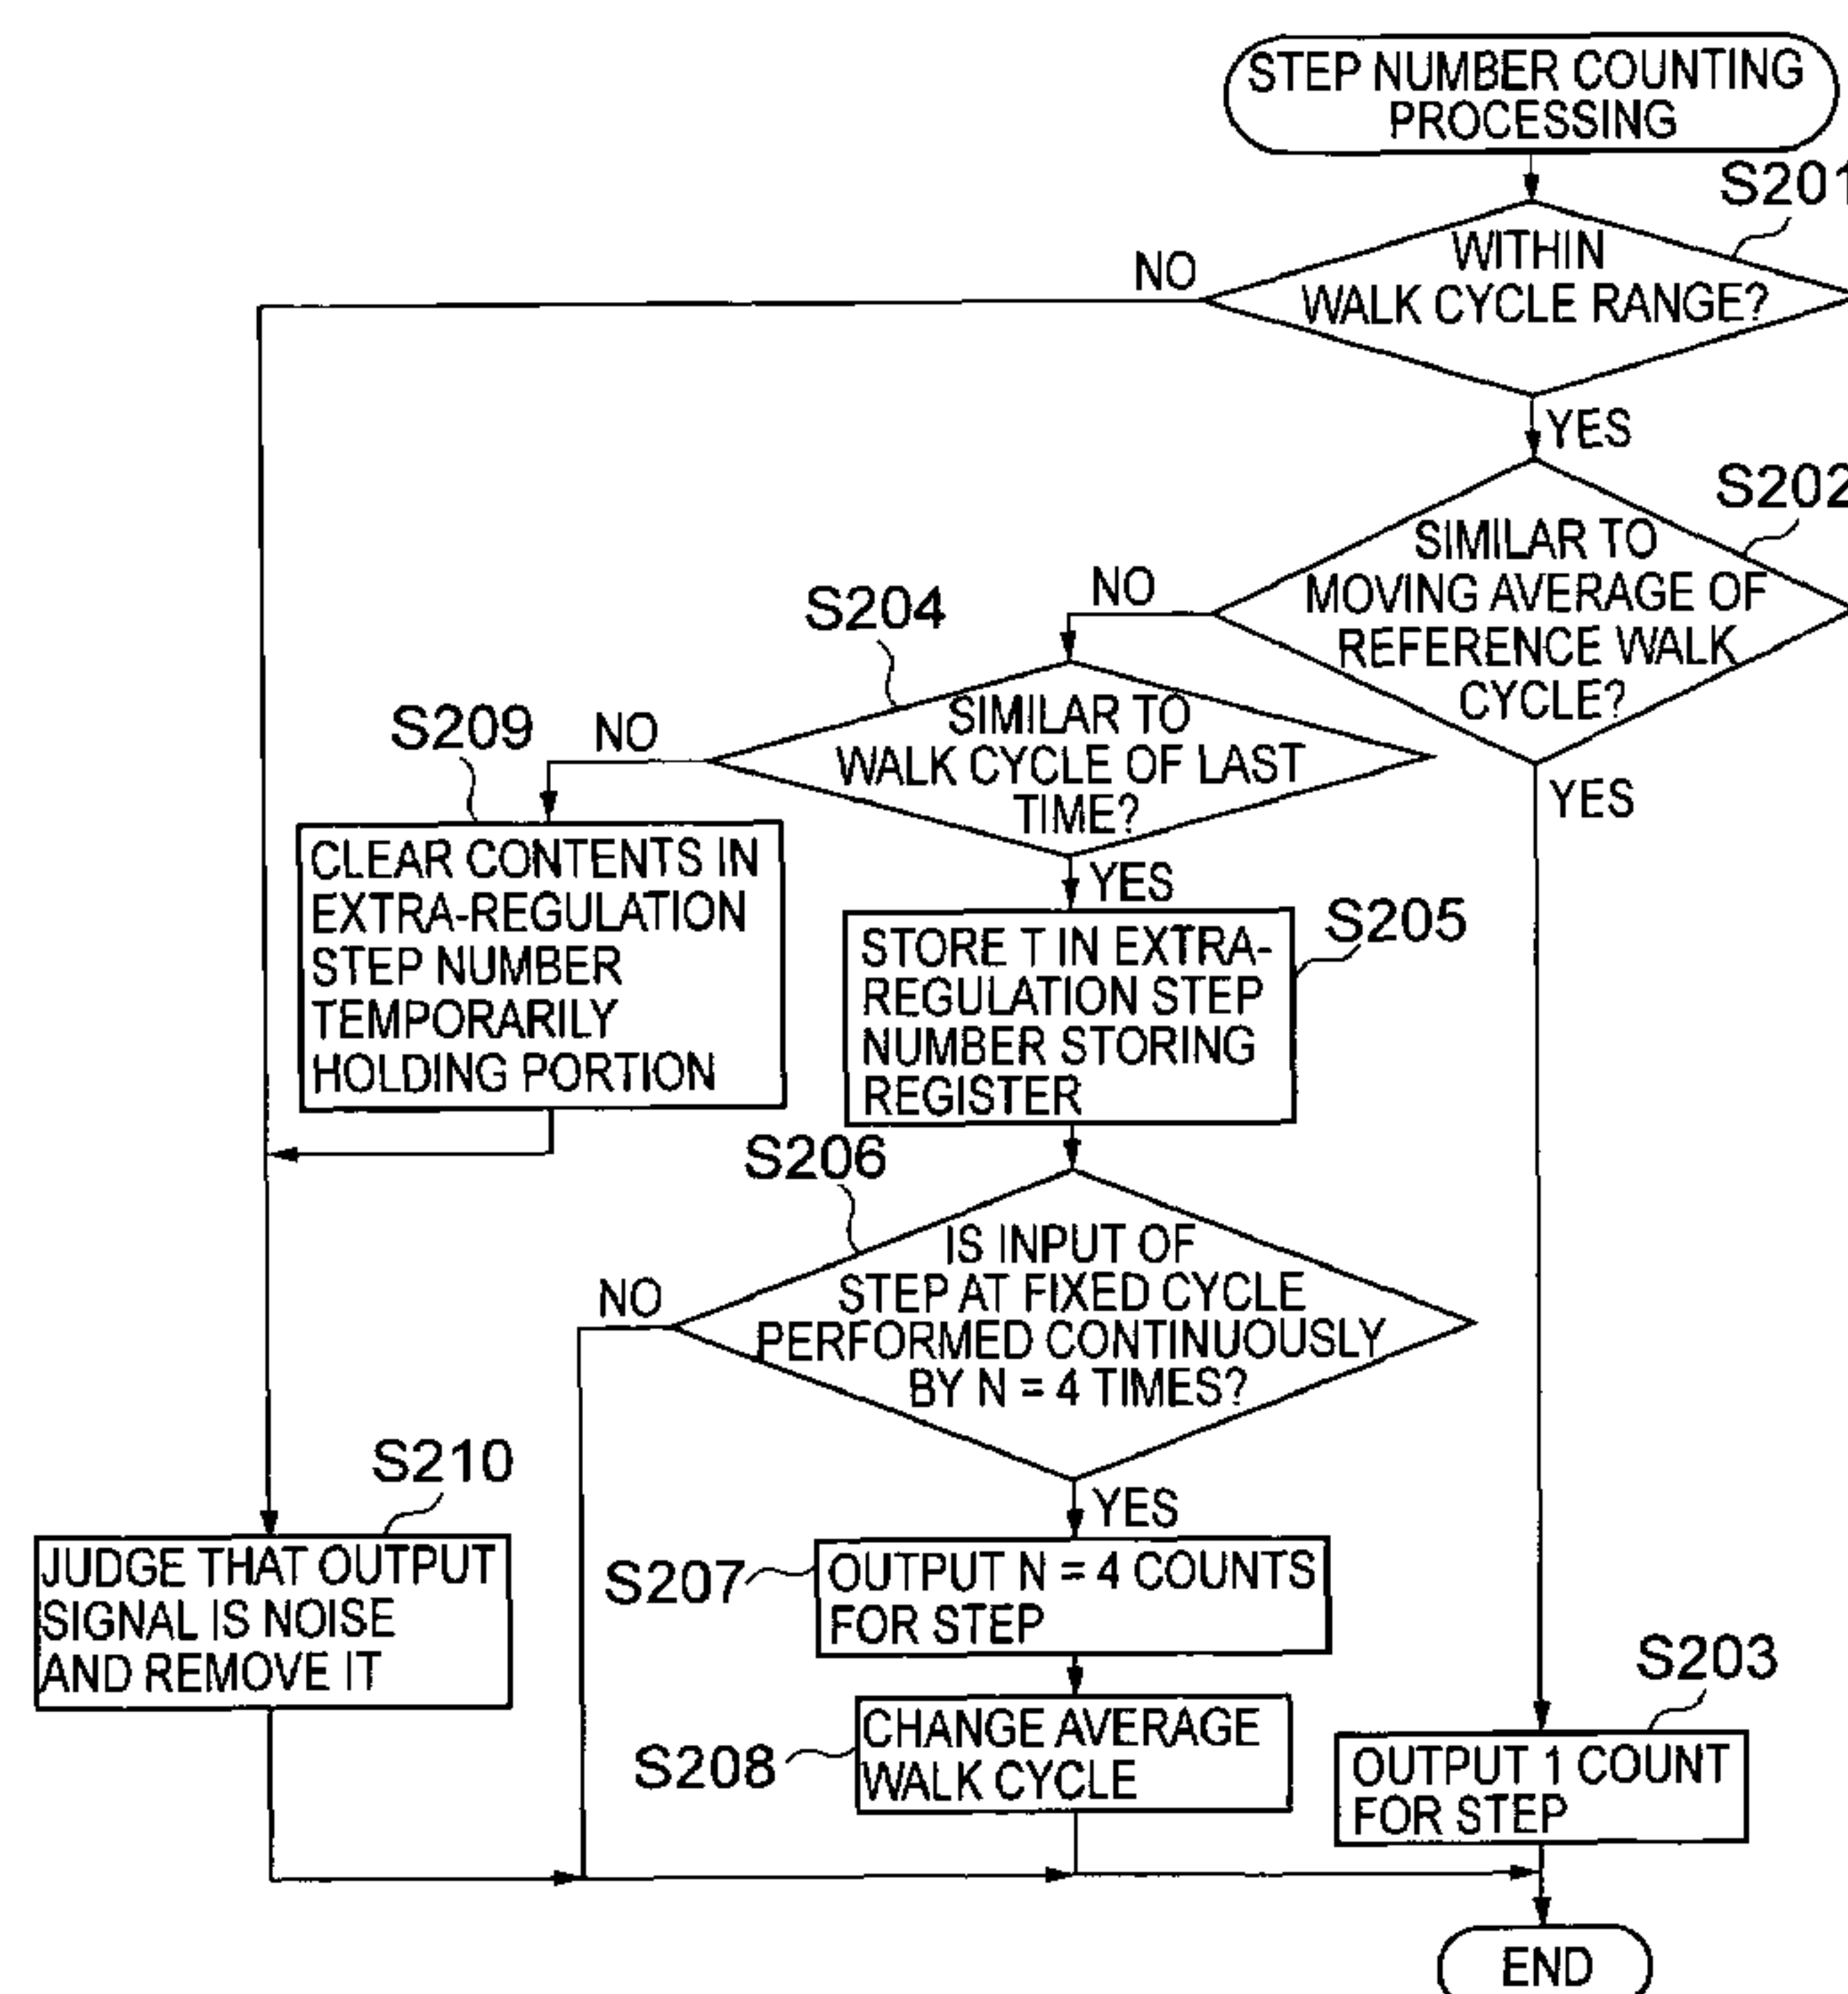 STEP NUMBER COUNTING
PROCESSING
S201
WITHIN
WALK CYCLE RANGE?
NO
YES
S202
SIMILAR TO
MOVING AVERAGE OF
REFERENCE WALK
CYCLE?
NO
YES
S204
SIMILAR TO
WALK CYCLE OF LAST
TIME?
NO
YES
S209
CLEAR CONTENTS IN
EXTRA-REGULATION
STEP NUMBER
TEMPORARILY
HOLDING PORTION
S205
STORE T IN EXTRA-
REGULATION STEP
NUMBER STORING
REGISTER
S206
IS INPUT OF
STEP AT FIXED CYCLE
PERFORMED CONTINUOUSLY
BY N = 4 TIMES?
NO
YES
S210
JUDGE THAT OUTPUT
SIGNAL IS NOISE
AND REMOVE IT
S207
OUTPUT N = 4 COUNTS
FOR STEP
S208
CHANGE AVERAGE
WALK CYCLE
S203
OUTPUT 1 COUNT
FOR STEP
END